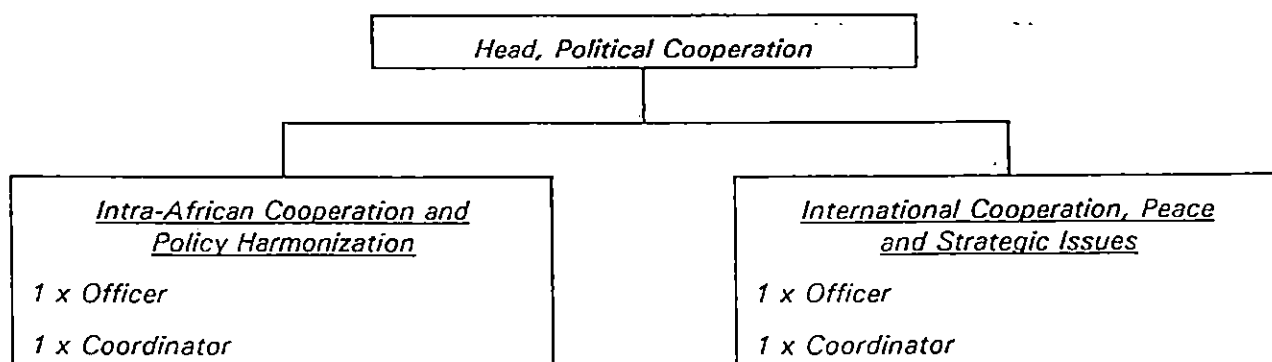 Head, Political Cooperation
Intra-African Cooperation and
Policy Harmonization
1 x Officer
1 x Coordinator
International Cooperation, Peace
and Strategic Issues
1 x Officer
1 x Coordinator